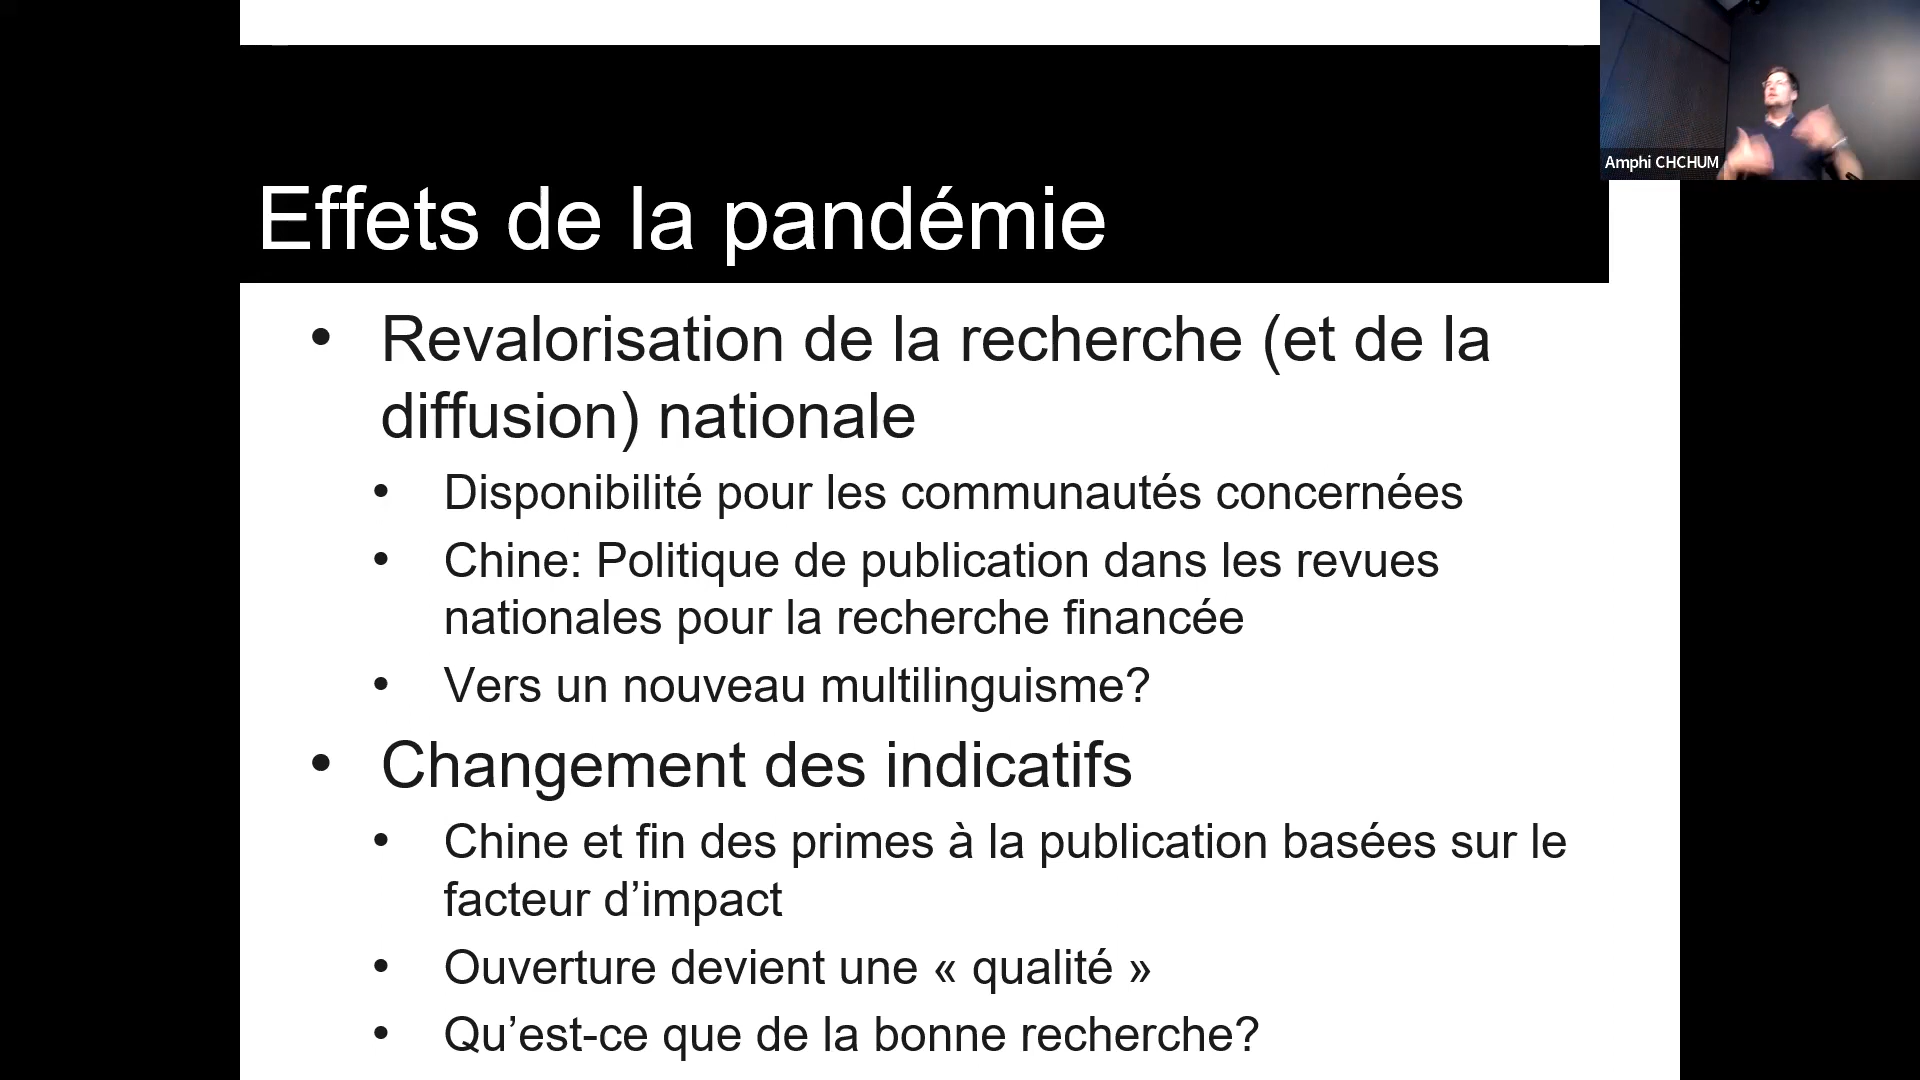 Amphi CHCHUM
Effets de la pandémie
• Revalorisation de la recherche (et de la
diffusion) nationale
• Disponibilité pour les communautés concernées
• Chine: Politique de publication dans les revues
nationales pour la recherche financée
• Vers un nouveau multilinguisme?
• Changement des indicatifs
• Chine et fin des primes à la publication basées sur le
facteur d’impact
• Ouverture devient une « qualité »
• Qu’est-ce que de la bonne recherche?